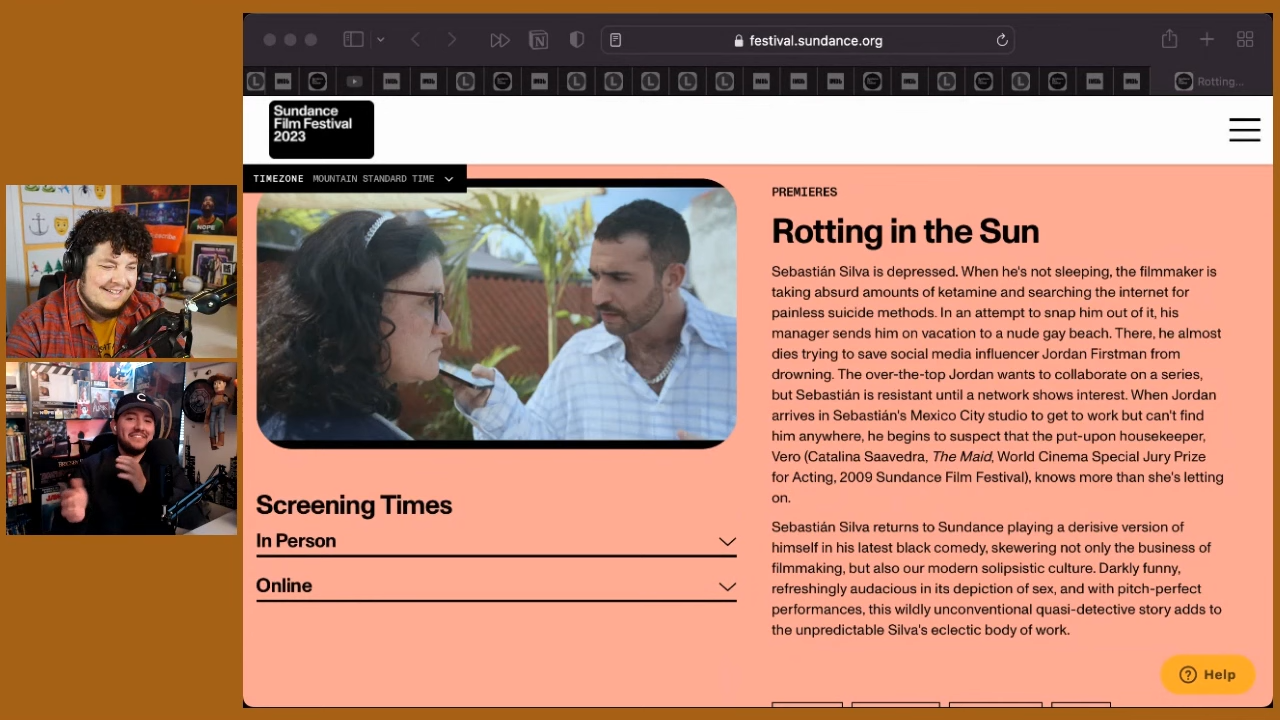 festival.sundance.org
Rotting...
Sundance
Film Festival
2023
TIMEZONE MOUNTAIN STANDARD TIME
NOPE
PREMIERES
Rotting in the Sun
Sebastián Silva is depressed. When he's not sleeping, the filmmaker is
taking absurd amounts of ketamine and searching the internet for
painless suicide methods. In an attempt to snap him out of it, his
manager sends him on vacation to a nude gay beach. There, he almost
dies trying to save social media influencer Jordan Firstman from
drowning. The over-the-top Jordan wants to collaborate on a series,
but Sebastián is resistant until a network shows interest. When Jordan
arrives in Sebastián's Mexico City studio to get to work but can't find
him anywhere, he begins to suspect that the put-upon housekeeper,
Vero (Catalina Saavedra, The Maid, World Cinema Special Jury Prize
for Acting, 2009 Sundance Film Festival), knows more than she's letting
on.
Sebastián Silva returns to Sundance playing a derisive version of
himself in his latest black comedy, skewering not only the business of
filmmaking, but also our modern solipsistic culture. Darkly funny,
refreshingly audacious in its depiction of sex, and with pitch-perfect
performances, this wildly unconventional quasi-detective story adds to
the unpredictable Silva's eclectic body of work.
Screening Times
In Person
Online
Help